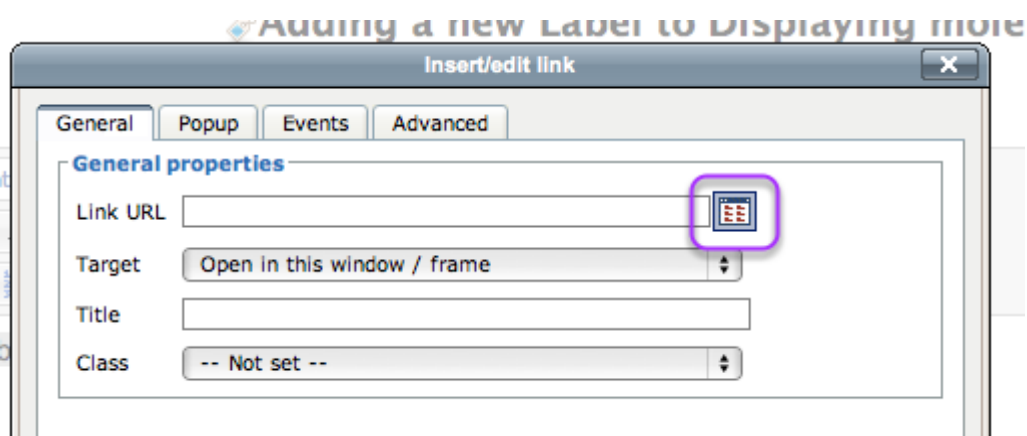 Adding a new Label to Displaying more
Insert/edit link
General Popup Events Advanced
General properties
Link URL
Target Open in this window / frame
Title
Class -- Not set --